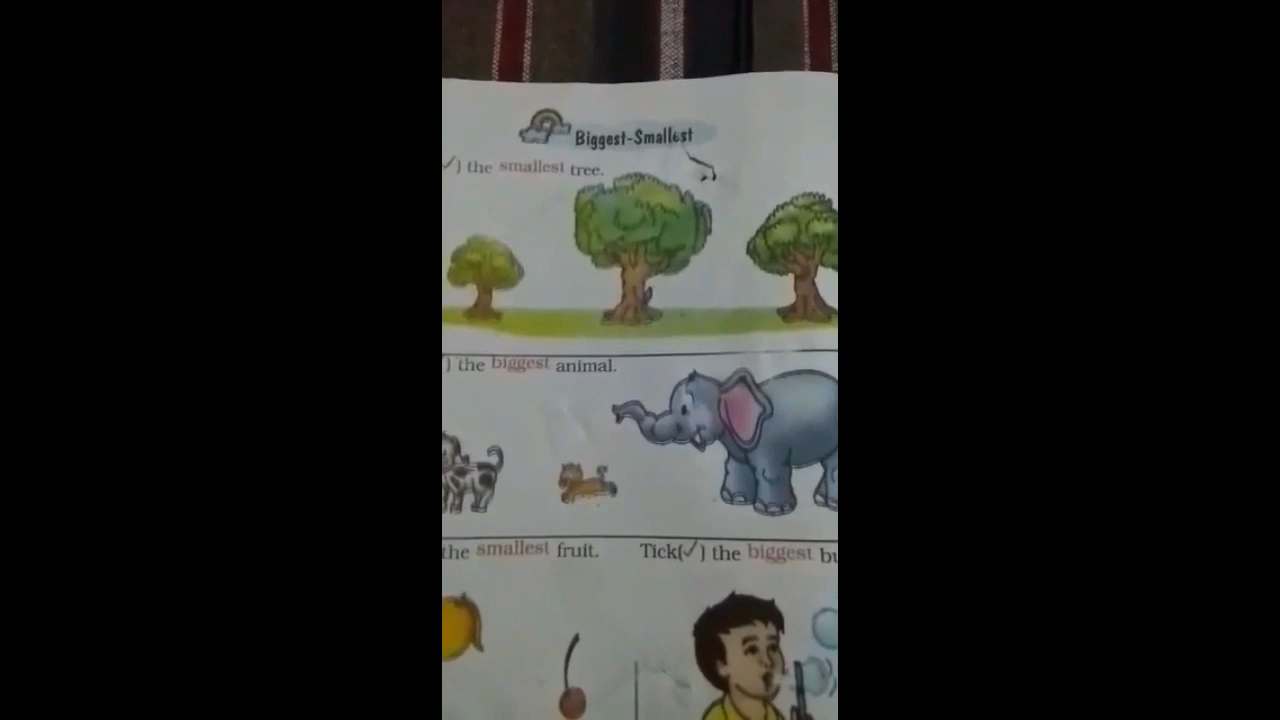 Biggest-Smallest
✓) the smallest tree.
) the biggest animal.
the smallest fruit.
Tick(✓) the biggest